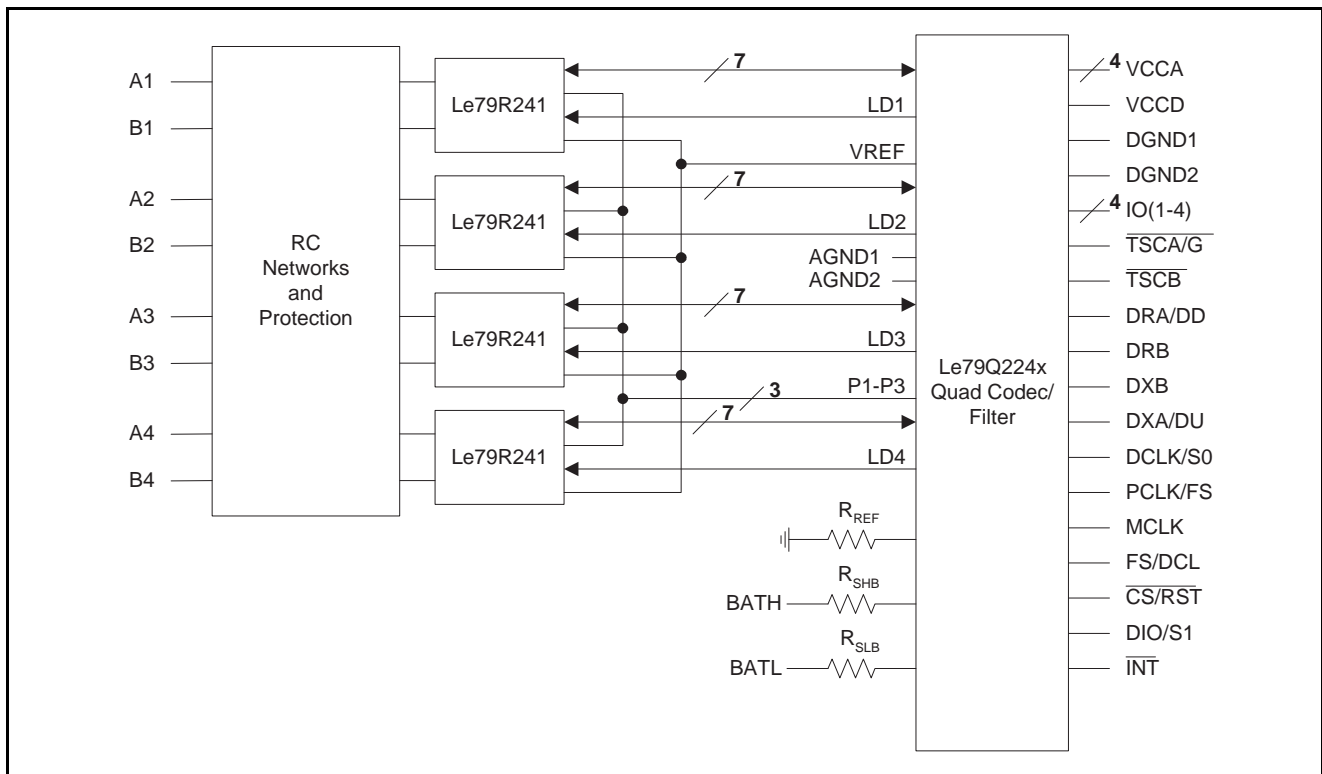 A1
B1
A2
B2
A3
B3
A4
B4
RC
Networks
and
Protection
Le79R241
Le79R241
Le79R241
Le79R241
7
LD1
VREF
7
LD2
AGND1
AGND2
7
LD3
3
P1-P3
7
LD4
RREF
BATH
RSHB
BATL
RSLB
Le79Q224x
Quad Codec/
Filter
4 VCCA
VCCD
DGND1
DGND2
4 IO(1-4)
TSCA/G
TSCB
DRA/DD
DRB
DXB
DXA/DU
DCLK/S0
PCLK/FS
MCLK
FS/DCL
CS/RST
DIO/S1
INT